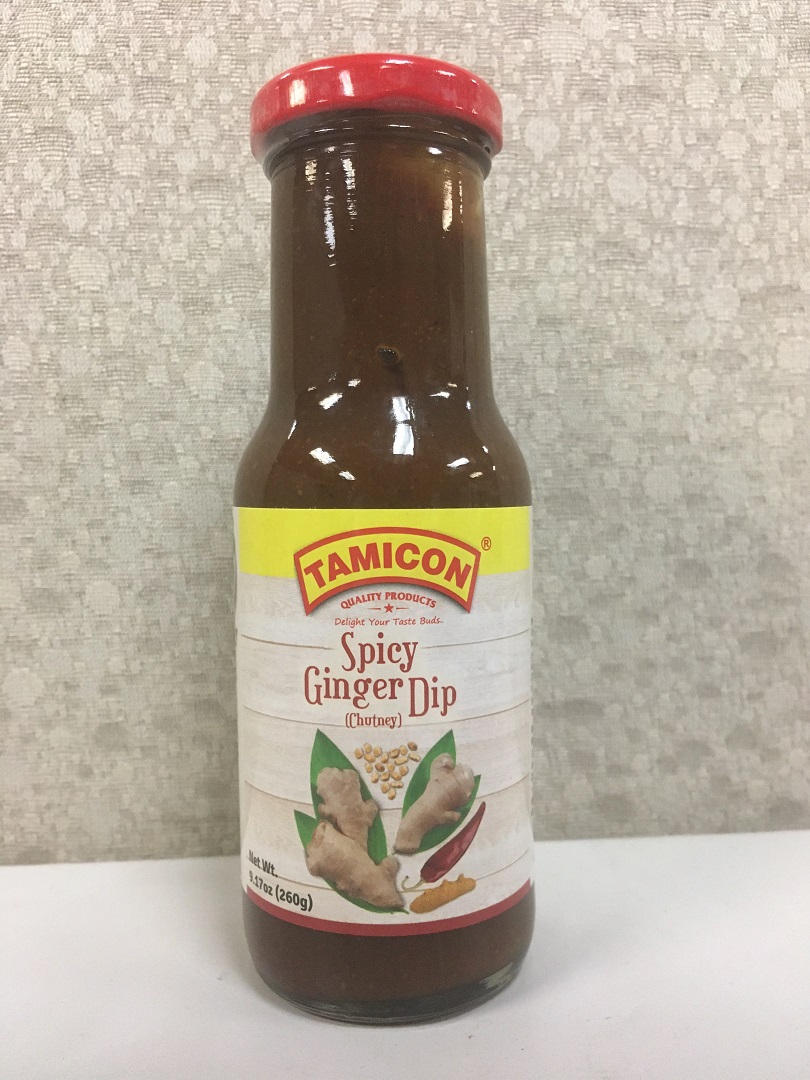 TAMICON®
QUALITY PRODUCTS
Delight Your Taste Buds..
Spicy
Ginger Dip
(Chutney)
Net Wt.
9.17oz (260g)